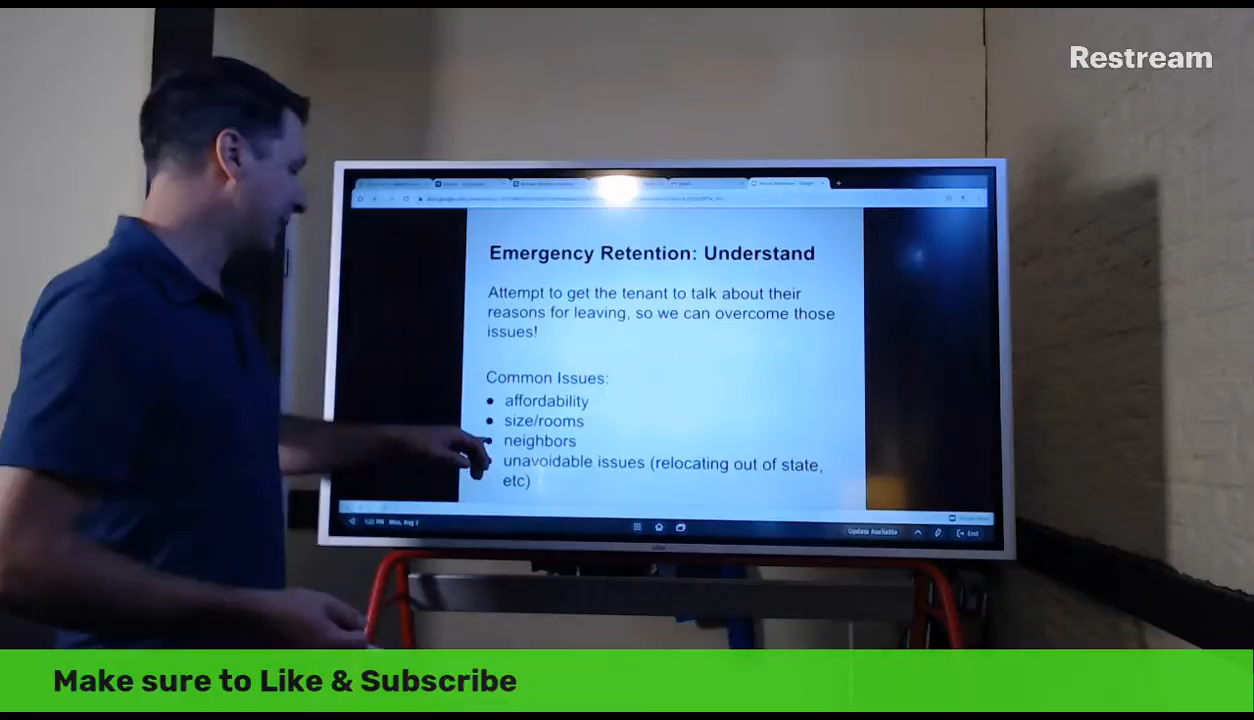 Restream
Emergency Retention: Understand
Attempt to get the tenant to talk about their
reasons for leaving, so we can overcome those
issues!
Common Issues:
● affordability
● size/rooms
● neighbors
● unavoidable issues (relocating out of state,
etc)
Update Available
End
Make sure to Like & Subscribe